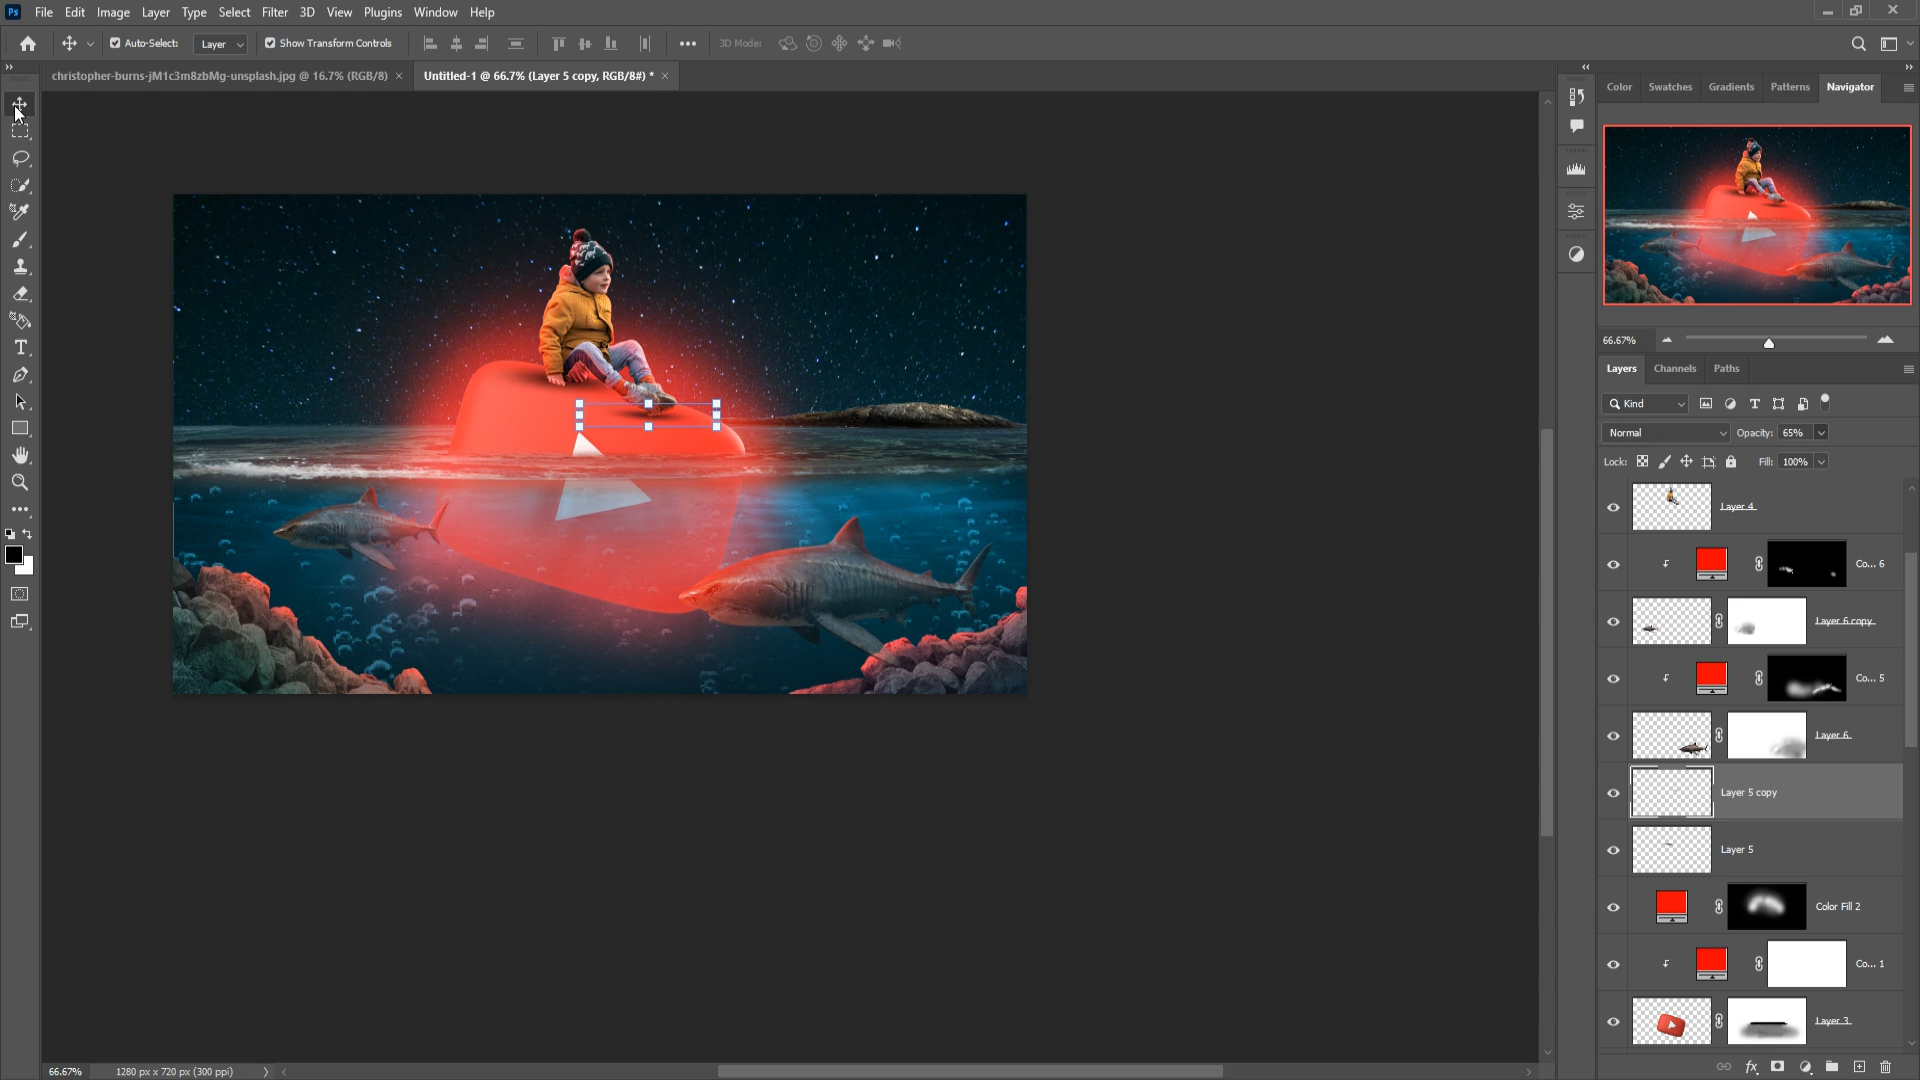 Ps File Edit Image Layer Type Select Filter 3D View Plugins Window Help
Auto-Select: Layer Show Transform Controls 3D Mode:
christopher-burns-jM1c3m8zbMg-unsplash.jpg @ 16.7% (RGB/8) × Untitled-1 @ 66.7% (Layer 5 copy, RGB/8#) * ×
Color Swatches Gradients Patterns Navigator
66.67%
Layers Channels Paths
Kind
Normal Opacity: 65%
Lock: Fill: 100%
Layer 4
Co... 6
Layer 6 copy
Co... 5
Layer 6
Layer 5 copy
Layer 5
Color Fill 2
Co... 1
Layer 3
66.67% 1280 px x 720 px (300 ppi)
fx